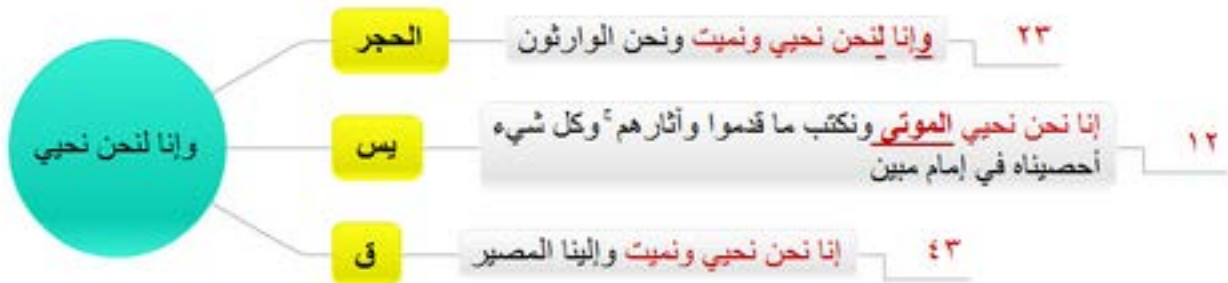 وإنا لنحن نحيي
الحجر
وإنا لنحن نحيي ونميت ونحن الوارثون
٢٣
يس
إنا نحن نحيي الموتى ونكتب ما قدموا وآثارهم ۚ وكل شيء
أحصيناه في إمام مبين
١٢
ق
إنا نحن نحيي ونميت وإلينا المصير
٤٣